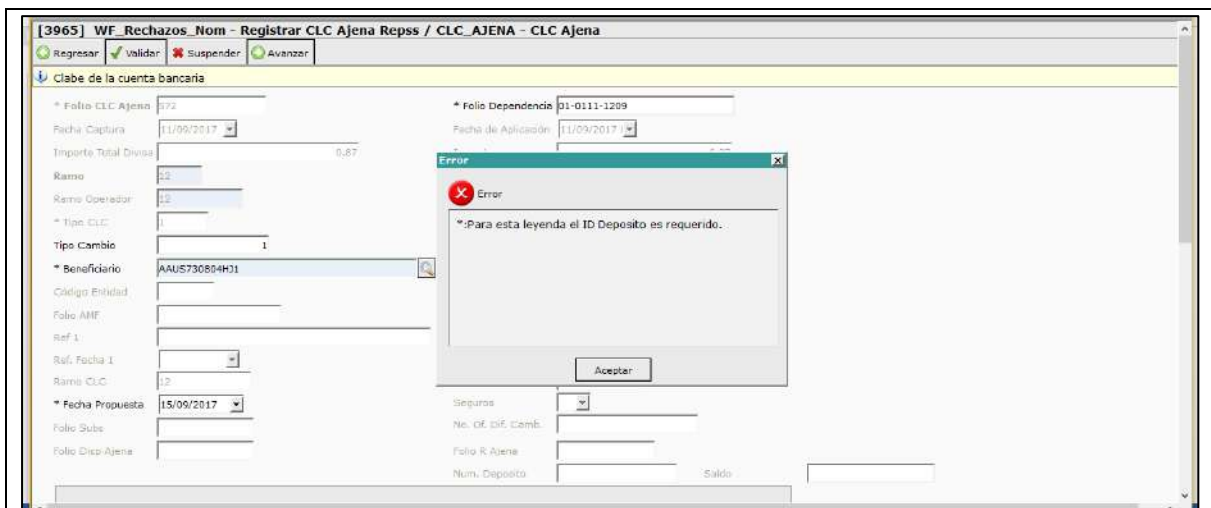 [3965] WF_Rechazos_Nom - Registrar CLC Ajena Repss / CLC_AJENA - CLC Ajena
Regresar Validar Suspender Avanzar
Clabe de la cuenta bancaria
* Folio CLC Ajena 572 * Folio Dependencia 01-0111-1209
Fecha Captura 11/09/2017 Fecha de Aplicación 11/09/2017
Importe Total Divisa 0.87
Error
Ramo 12
Error
Ramo Operador 12
* Tipo CLC 1
*:Para esta leyenda el ID Deposito es requerido.
Tipo Cambio 1
* Beneficiario AAUS730804HJ1
Código Entidad
Folio AMF
Ref 1
Ref. Fecha 1
Aceptar
Ramo CLC 12
* Fecha Propuesta 15/09/2017 Seguros
Folio Subs No. Of. Dif. Camb.
Folio Disp Ajena Folio R Ajena
Num. Deposito Saldo